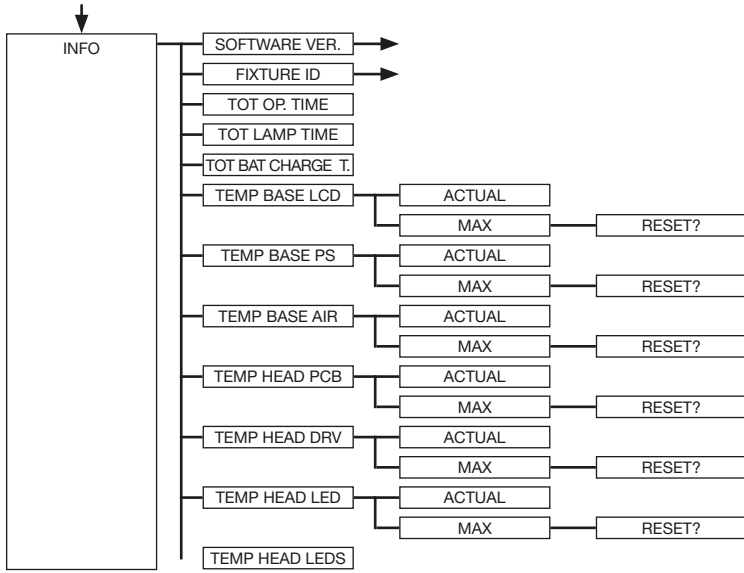 INFO
SOFTWARE VER.
FIXTURE ID
TOT OP. TIME
TOT LAMP TIME
TOT BAT CHARGE T.
TEMP BASE LCD ACTUAL
MAX RESET?
TEMP BASE PS ACTUAL
MAX RESET?
TEMP BASE AIR ACTUAL
MAX RESET?
TEMP HEAD PCB ACTUAL
MAX RESET?
TEMP HEAD DRV ACTUAL
MAX RESET?
TEMP HEAD LED ACTUAL
MAX RESET?
TEMP HEAD LEDS